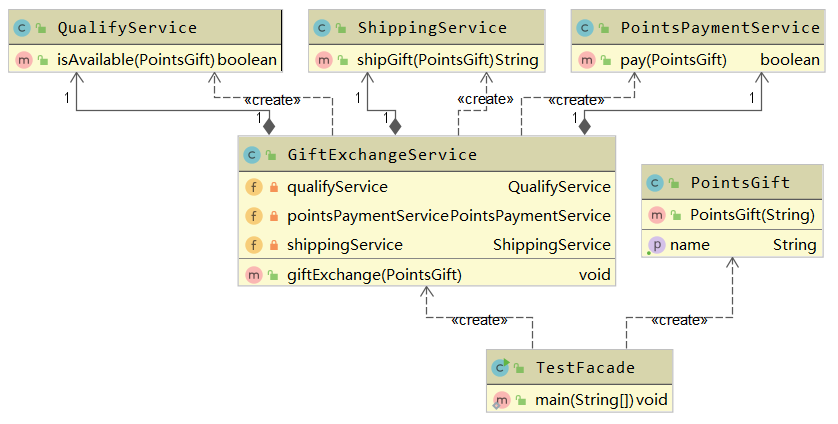 QualifyService
isAvailable(PointsGift) boolean
ShippingService
shipGift(PointsGift) String
PointsPaymentService
pay(PointsGift) boolean
1 «create» 1 «create» «create» 1
1 1 1
GiftExchangeService
qualifyService QualifyService
pointsPaymentService PointsPaymentService
shippingService ShippingService
giftExchange(PointsGift) void
PointsGift
PointsGift(String)
name String
«create» «create»
TestFacade
main(String[]) void